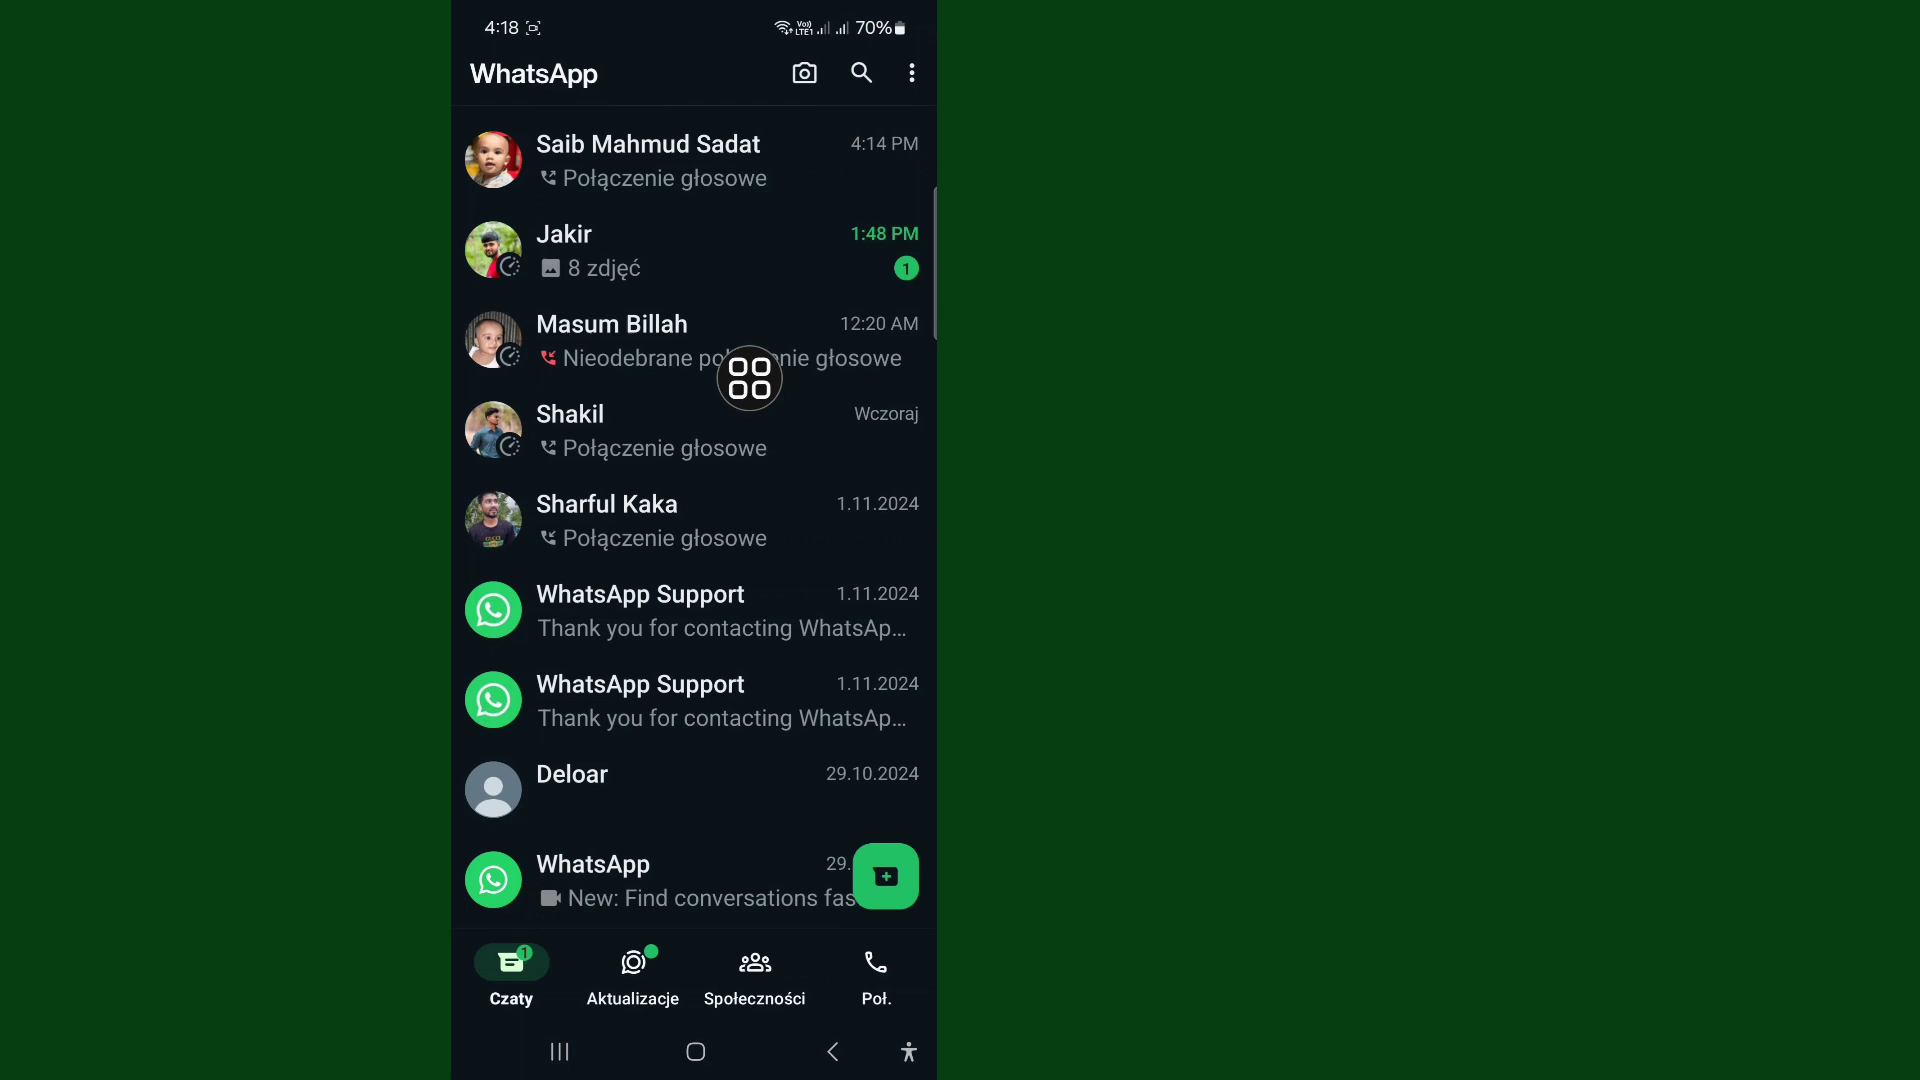 4:18
Vo))
LTE1
70%
WhatsApp
Saib Mahmud Sadat
4:14 PM
Połączenie głosowe
Jakir
1:48 PM
8 zdjęć
1
Masum Billah
12:20 AM
Nieodebrane po nie głosowe
Shakil
Wczoraj
Połączenie głosowe
Sharful Kaka
1.11.2024
Połączenie głosowe
WhatsApp Support
1.11.2024
Thank you for contacting WhatsAp...
WhatsApp Support
1.11.2024
Thank you for contacting WhatsAp...
Deloar
29.10.2024
WhatsApp
29.
New: Find conversations fas
1
Czaty
Aktualizacje
Społeczności
Poł.